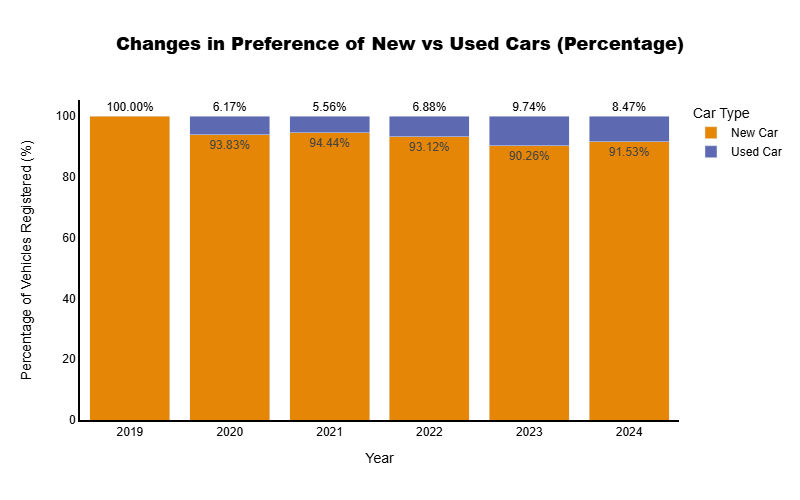 Changes in Preference of New vs Used Cars (Percentage)
100.00% 6.17% 5.56% 6.88% 9.74% 8.47%
93.83% 94.44% 93.12% 90.26% 91.53%
Car Type
New Car
Used Car
Percentage of Vehicles Registered (%)
100
80
60
40
20
0
2019 2020 2021 2022 2023 2024
Year